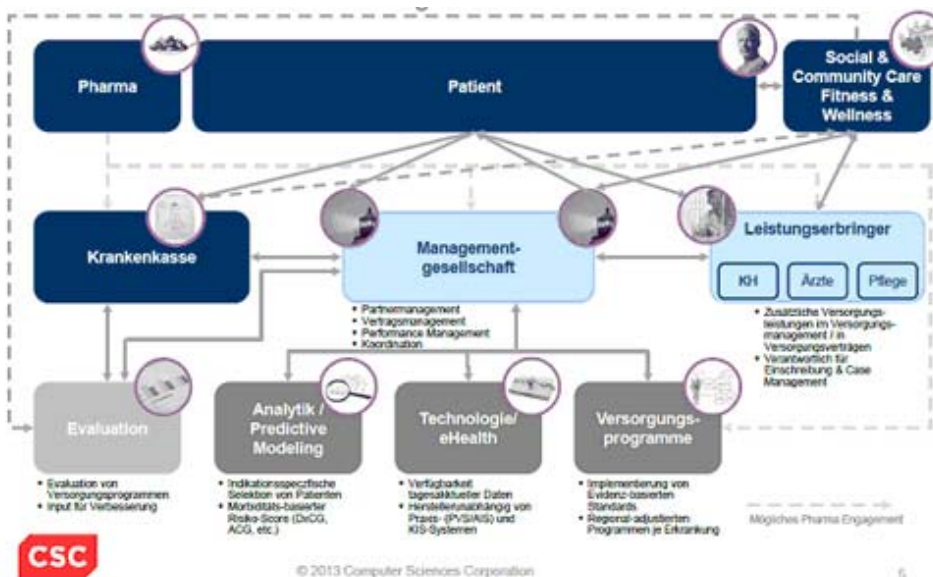 Pharma
Patient
Social &
Community Care
Fitness &
Wellness
Krankenkasse
Management-
gesellschaft
Leistungserbringer
KH
Ärzte
Pflege
• Partnermanagement
• Vertragsmanagement
• Performance Management
• Koordination
• Zusätzliche Versorgungs-
leistungen im Versorgungs-
management / in
Versorgungsverträgen
• Verantwortlich für
Einschreibung & Case
Management
Evaluation
Analytik /
Predictive
Modeling
Technologie/
eHealth
Versorgungs-
programme
• Evaluation von
Versorgungsprogrammen
• Input für Verbesserung
• Indikationsspezifische
Selektion von Patienten
• Morbiditäts-basierter
Risiko-Score (DxCG,
ACG, etc.)
• Verfügbarkeit
tagesaktueller Daten
• Herstellerunabhängig von
Praxis- (PVS/AIS) und
KIS-Systemen
• Implementierung von
Evidenz-basierten
Standards
• Regional-adjustierten
Programmen je Erkrankung
Mögliches Pharma Engagement
CSC
© 2013 Computer Sciences Corporation